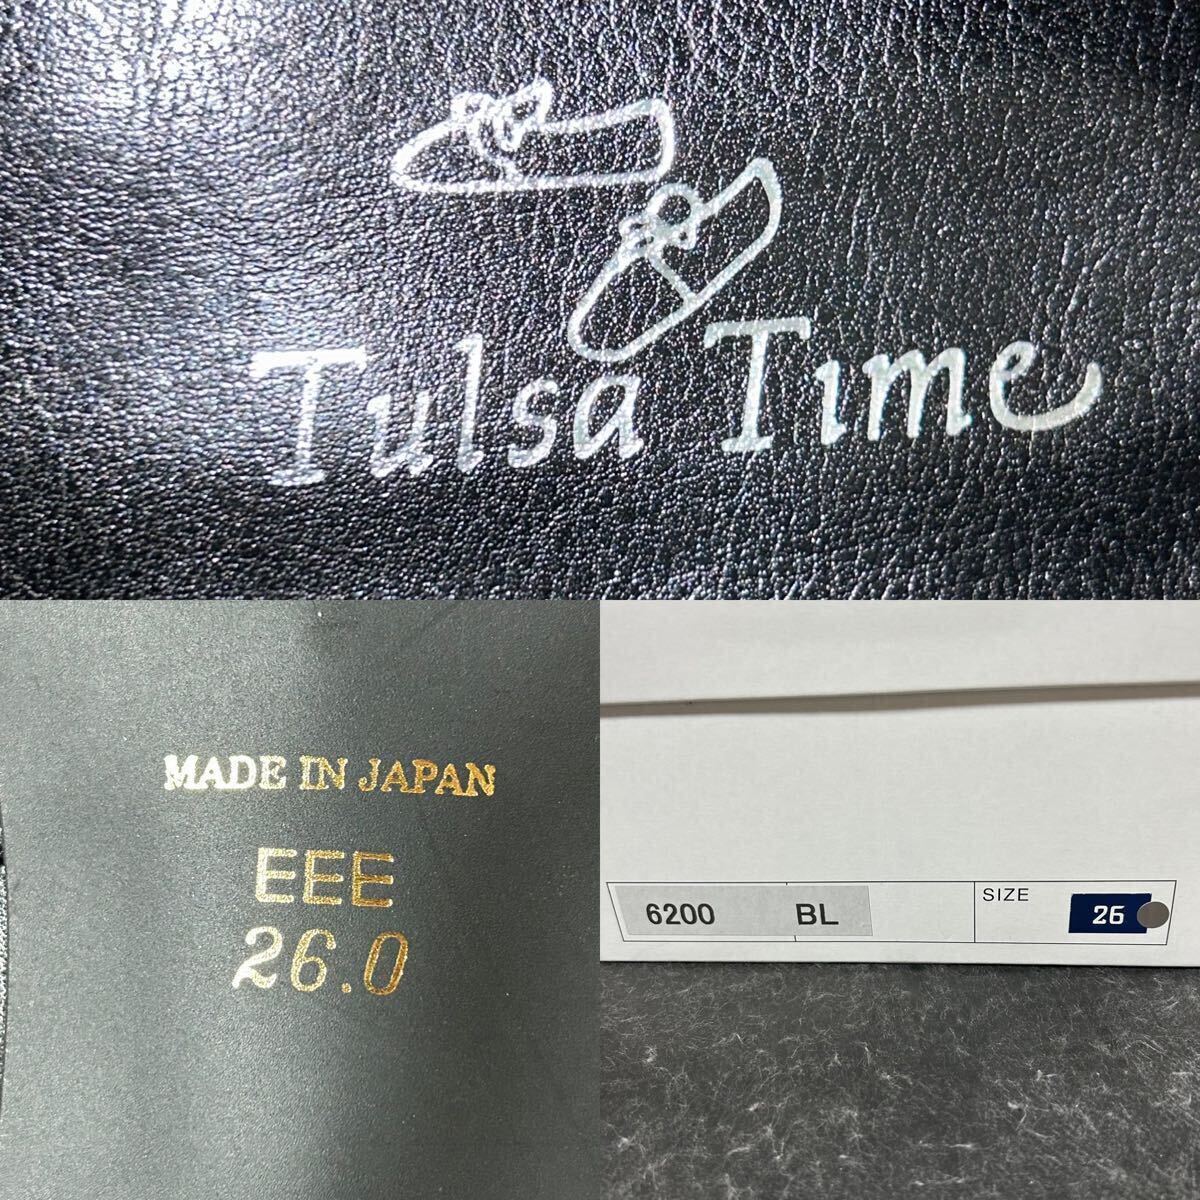 Tulsa Time
MADE IN JAPAN
EEE
26.0
6200 BL SIZE 26